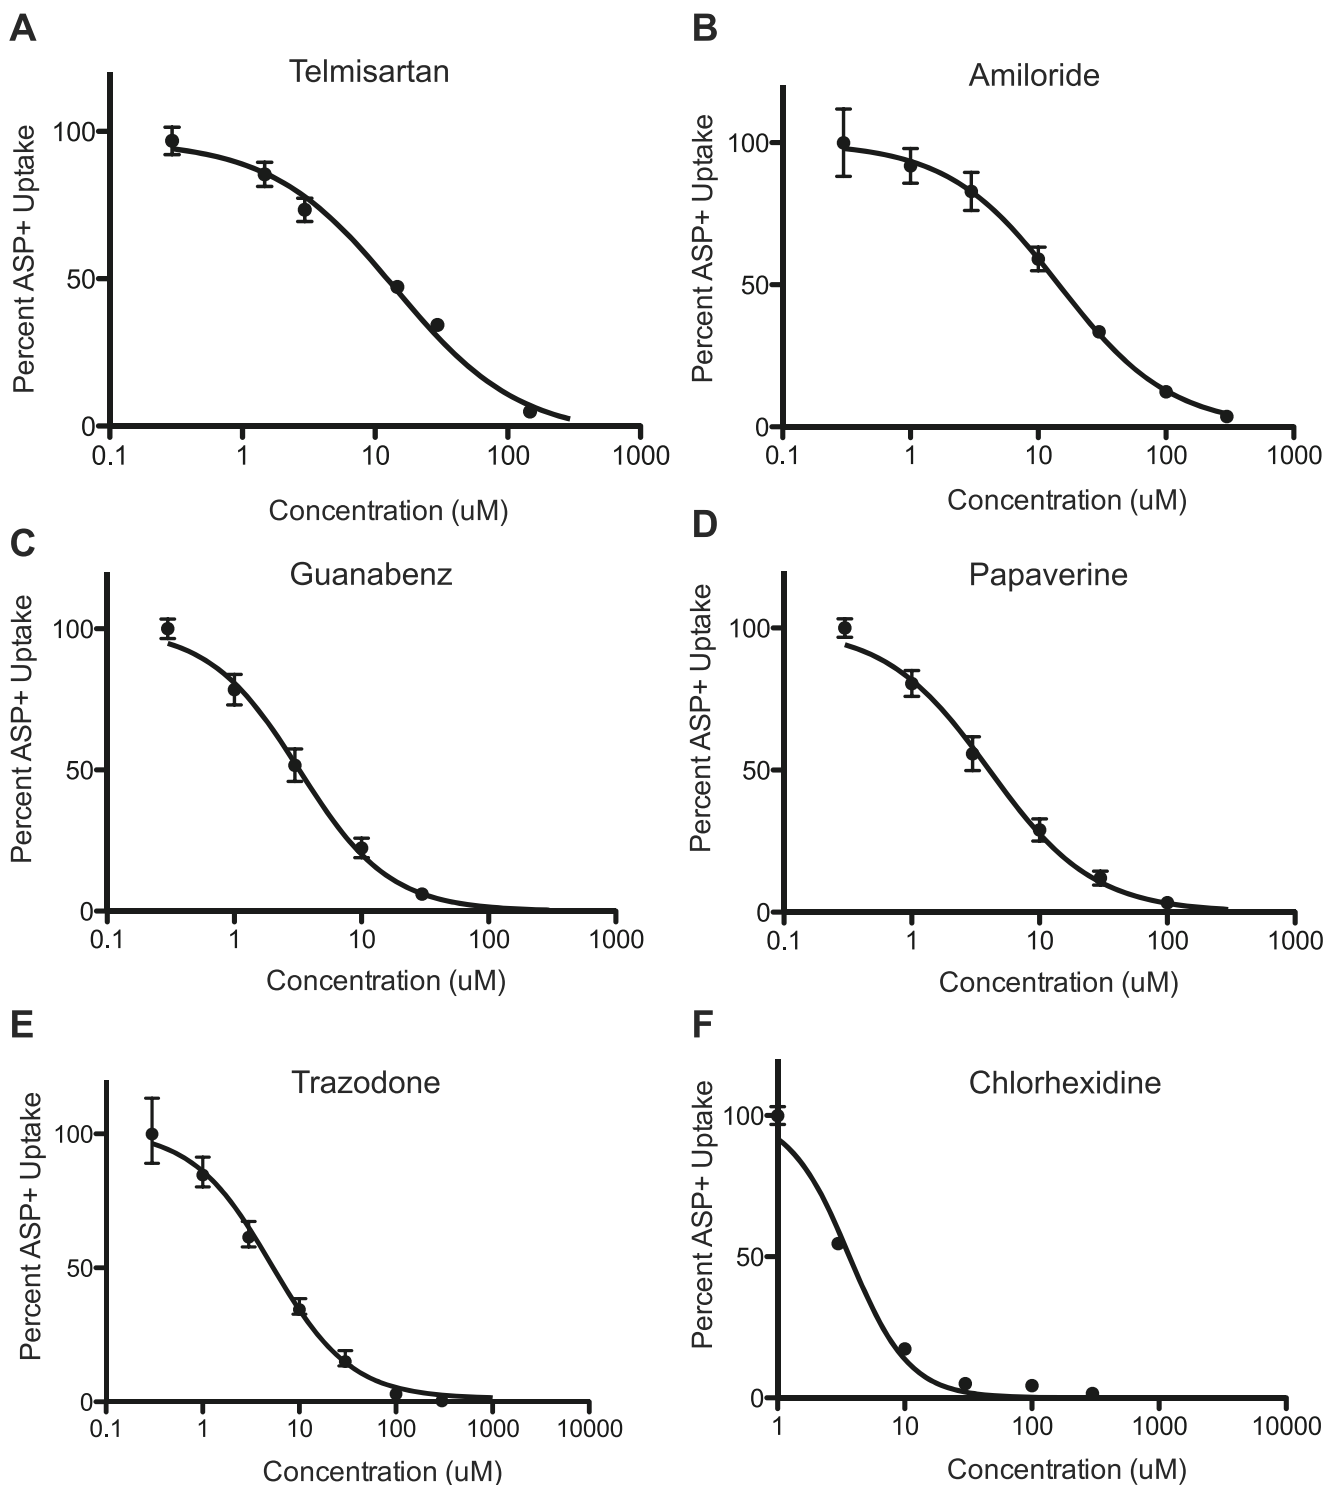 A
Telmisartan
Percent ASP+ Uptake
100
50
0
0.1 1 10 100 1000
Concentration (uM)
B
Amiloride
Percent ASP+ Uptake
100
50
0
0.1 1 10 100 1000
Concentration (uM)
C
Guanabenz
Percent ASP+ Uptake
100
50
0
0.1 1 10 100 1000
Concentration (uM)
D
Papaverine
Percent ASP+ Uptake
100
50
0
0.1 1 10 100 1000
Concentration (uM)
E
Trazodone
Percent ASP+ Uptake
100
50
0
0.1 1 10 100 1000 10000
Concentration (uM)
F
Chlorhexidine
Percent ASP+ Uptake
100
50
0
1 10 100 1000 10000
Concentration (uM)